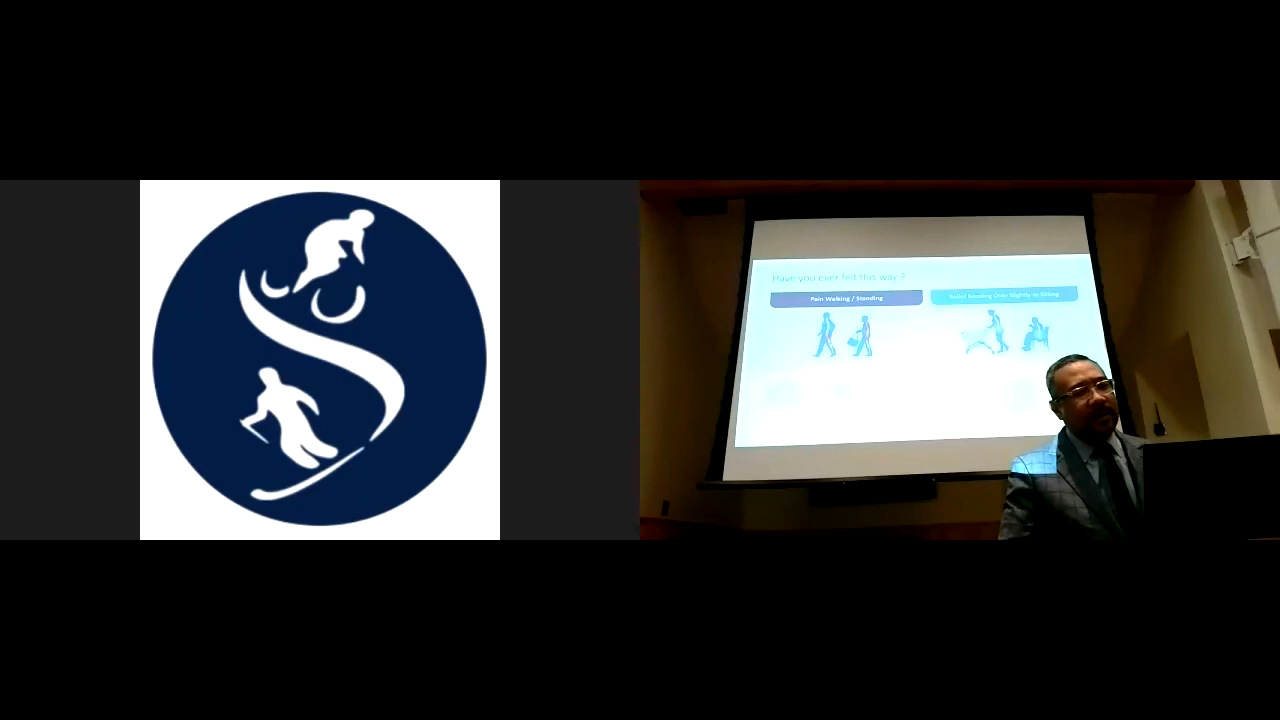 Have you ever felt this way ?
Pain Walking / Standing
Relief Bending Over Slightly or Sitting